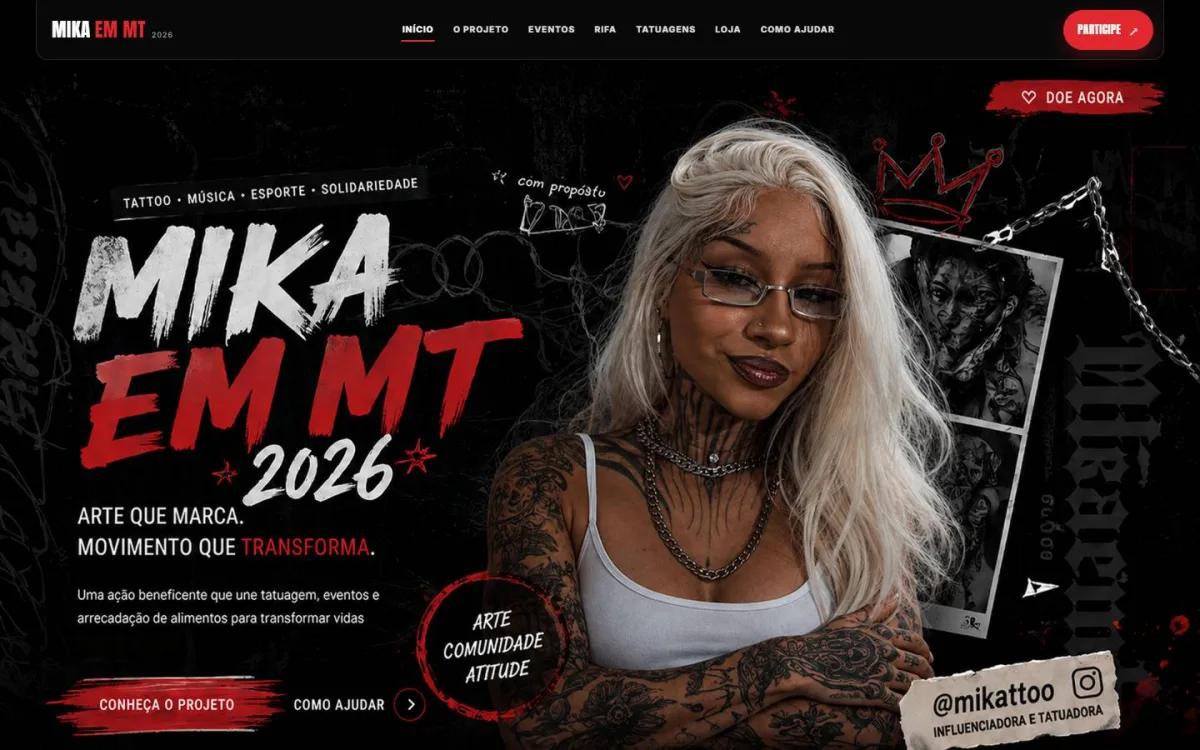 MIKA EM MT 2026
INÍCIO
O PROJETO
EVENTOS
RIFA
TATUAGENS
LOJA
COMO AJUDAR
PARTICIPE ↗
DOE AGORA
TATTOO • MÚSICA • ESPORTE • SOLIDARIEDADE
com propósito
MIKA
EM MT
2026
ARTE QUE MARCA.
MOVIMENTO QUE TRANSFORMA.
Uma ação beneficente que une tatuagem, eventos e
arrecadação de alimentos para transformar vidas
ARTE
COMUNIDADE
ATITUDE
CONHEÇA O PROJETO
COMO AJUDAR
@mikattoo
INFLUENCIADORA E TATUADORA